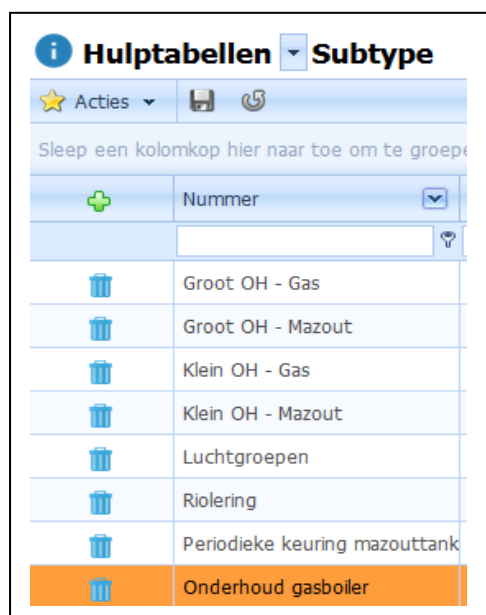 Hulptabellen Subtype
Acties
Sleep een kolomkop hier naar toe om te groepe
Nummer
Groot OH - Gas
Groot OH - Mazout
Klein OH - Gas
Klein OH - Mazout
Luchtgroepen
Riolering
Periodieke keuring mazouttank
Onderhoud gasboiler